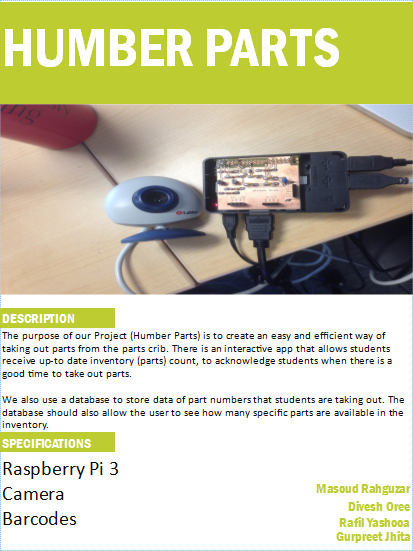 HUMBER PARTS
DESCRIPTION
The purpose of our Project (Humber Parts) is to create an easy and efficient way of
taking out parts from the parts crib. There is an interactive app that allows students
receive up-to date inventory (parts) count, to acknowledge students when there is a
good time to take out parts.
We also use a database to store data of part numbers that students are taking out. The
database should also allow the user to see how many specific parts are available in the
inventory.
SPECIFICATIONS
Raspberry Pi 3
Camera
Barcodes
Masoud Rahguzar
Divesh Oree
Rafil Yashooa
Gurpreet Jhita